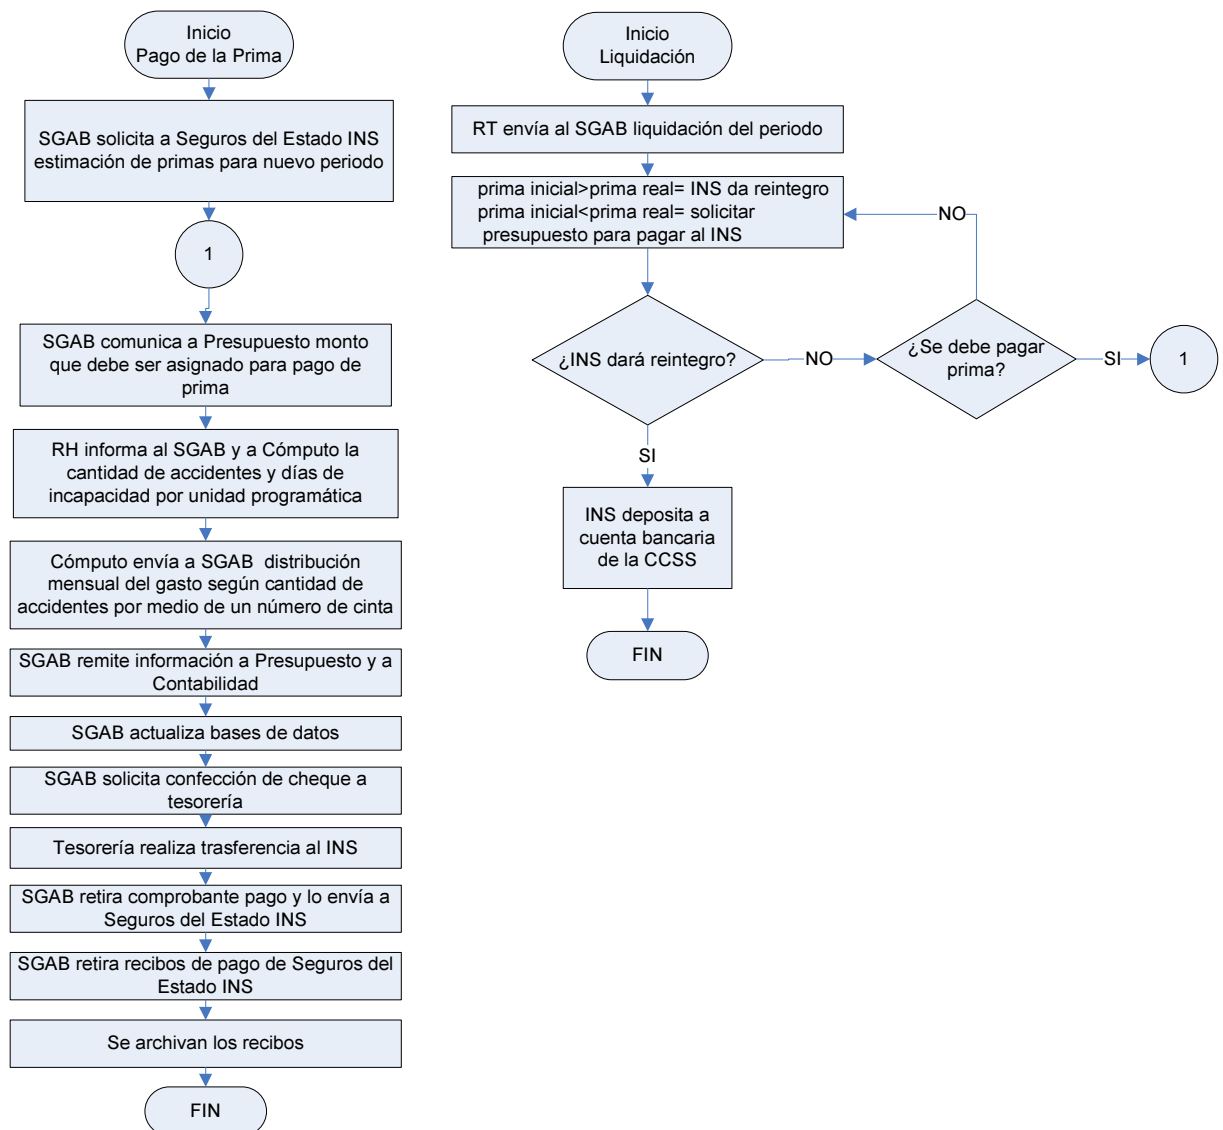 Inicio
Pago de la Prima
SGAB solicita a Seguros del Estado INS
estimación de primas para nuevo periodo
1
SGAB comunica a Presupuesto monto
que debe ser asignado para pago de
prima
RH informa al SGAB y a Cómputo la
cantidad de accidentes y días de
incapacidad por unidad programática
Cómputo envía a SGAB distribución
mensual del gasto según cantidad de
accidentes por medio de un número de cinta
SGAB remite información a Presupuesto y a
Contabilidad
SGAB actualiza bases de datos
SGAB solicita confección de cheque a
tesorería
Tesorería realiza trasferencia al INS
SGAB retira comprobante pago y lo envía a
Seguros del Estado INS
SGAB retira recibos de pago de Seguros del
Estado INS
Se archivan los recibos
FIN
Inicio
Liquidación
RT envía al SGAB liquidación del periodo
prima inicial>prima real= INS da reintegro
prima inicial<prima real= solicitar
presupuesto para pagar al INS
NO
¿INS dará reintegro?
NO
¿Se debe pagar
prima?
SI
1
SI
INS deposita a
cuenta bancaria
de la CCSS
FIN